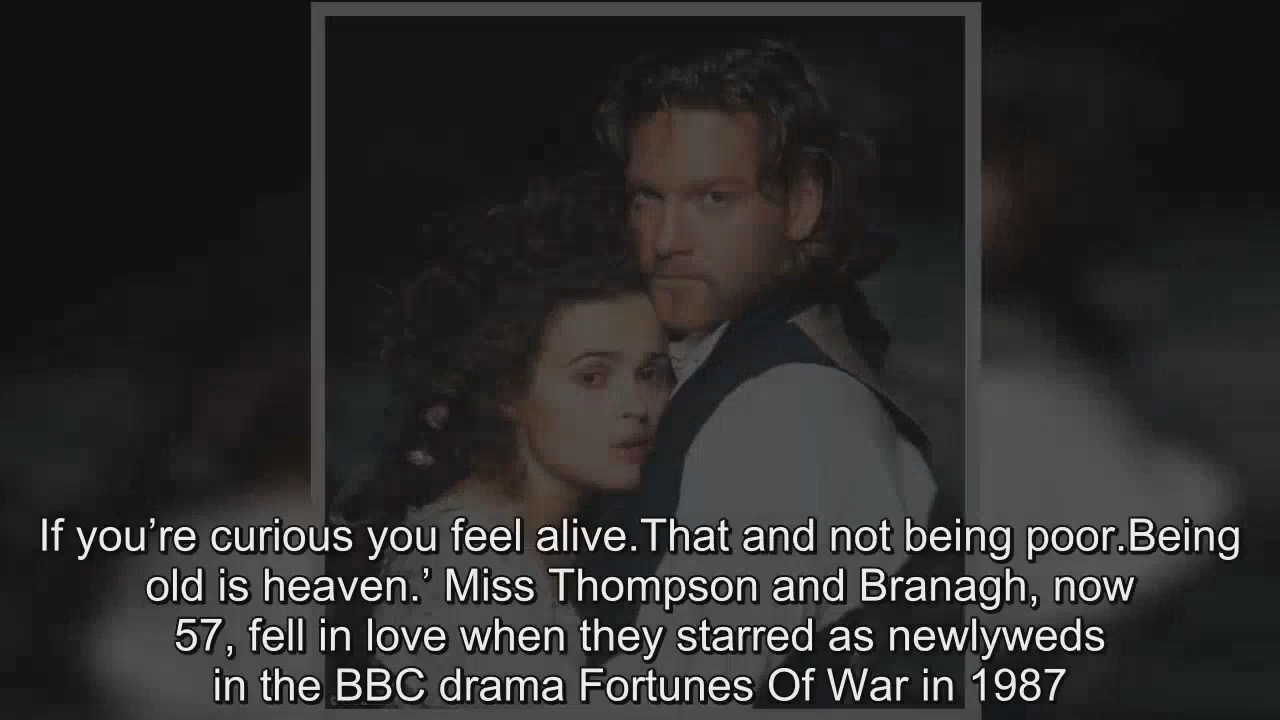 If you’re curious you feel alive.That and not being poor.Being
old is heaven.’ Miss Thompson and Branagh, now
57, fell in love when they starred as newlyweds
in the BBC drama Fortunes Of War in 1987